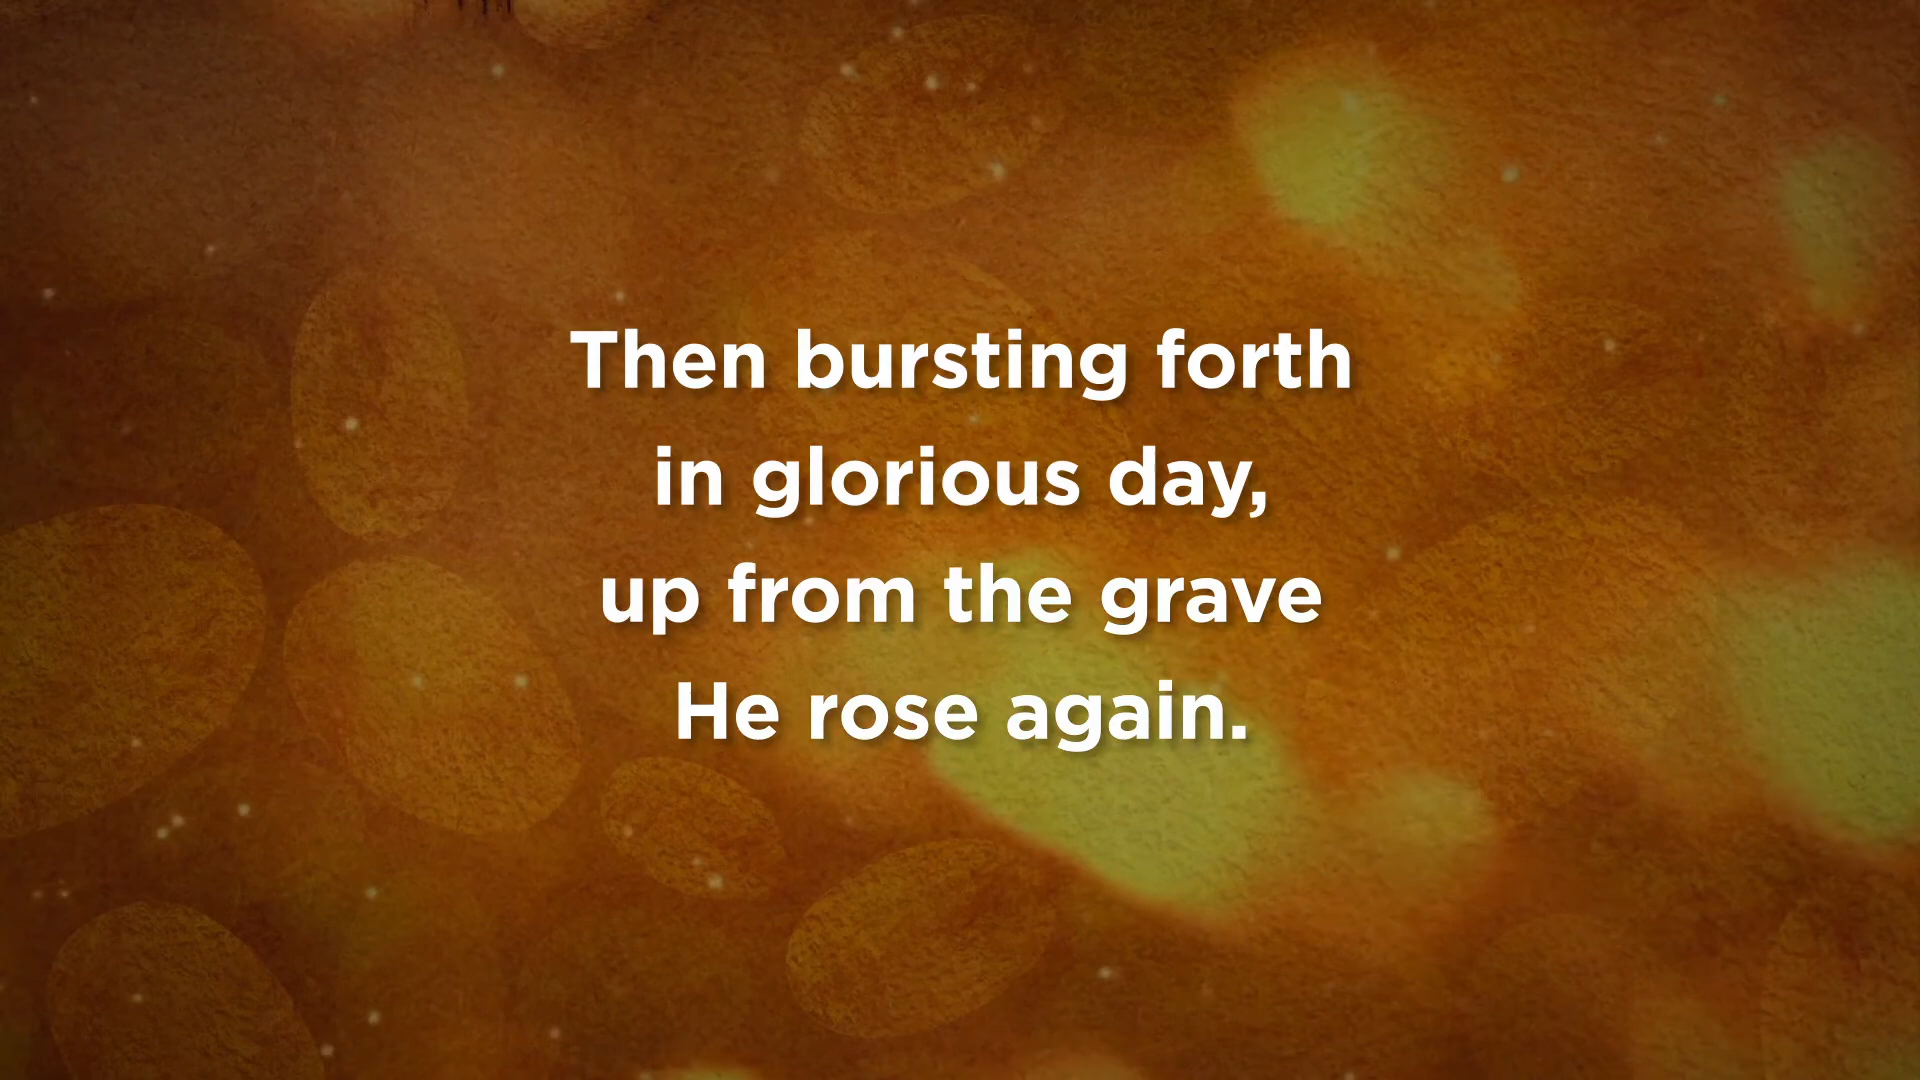 Then bursting forth
in glorious day,
up from the grave
He rose again.